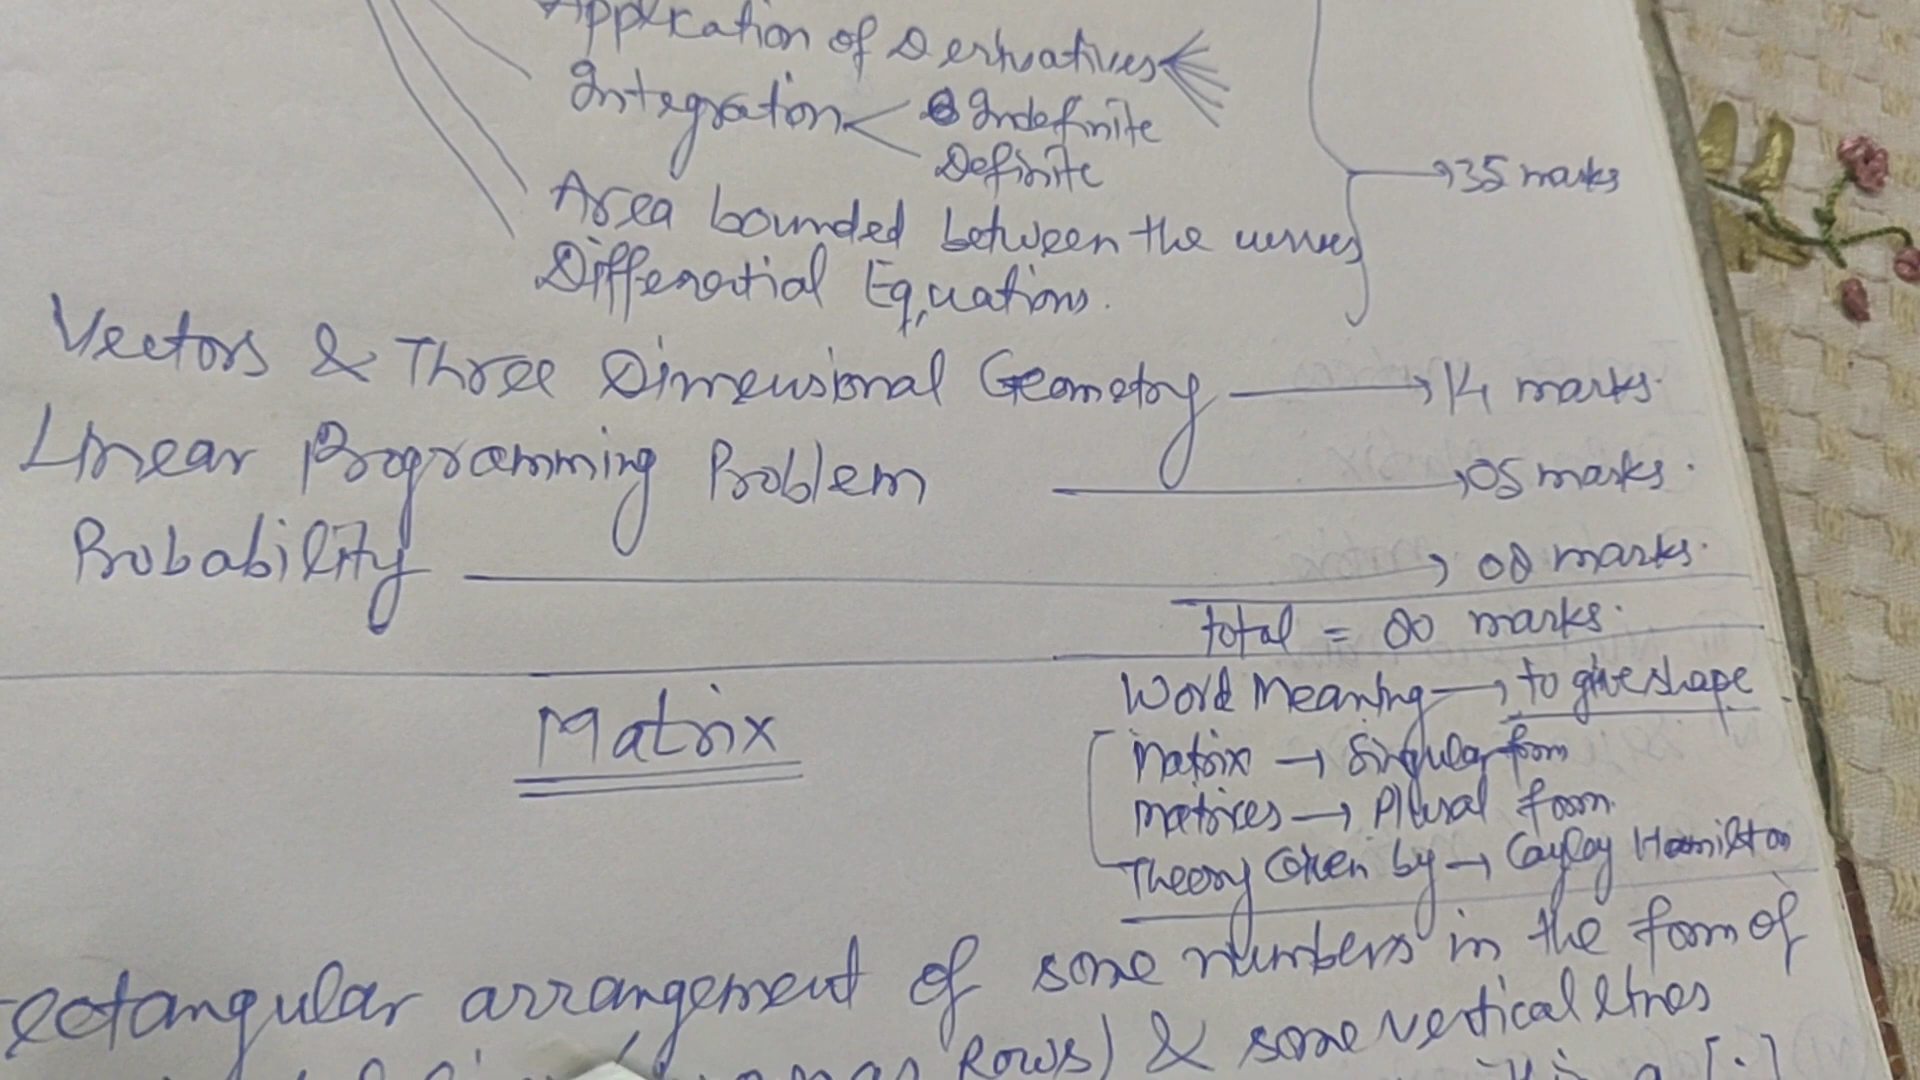 Application of Derivatives
Integration < Indefinite
Definite
→ 35 marks
Area bounded between the curves
Differential Equations.
Vectors & Three Dimensional Geometry → 14 marks.
Linear Programming Problem → 05 marks.
Probability → 08 marks.
total = 80 marks.
Matrix
Word Meaning → to give shape
Matrix → Singular form
Matrices → Plural form
Theory Given by → Cayley Hamilton
rectangular arrangement of some numbers in the form of
Rows) & some vertical lines
a [.]